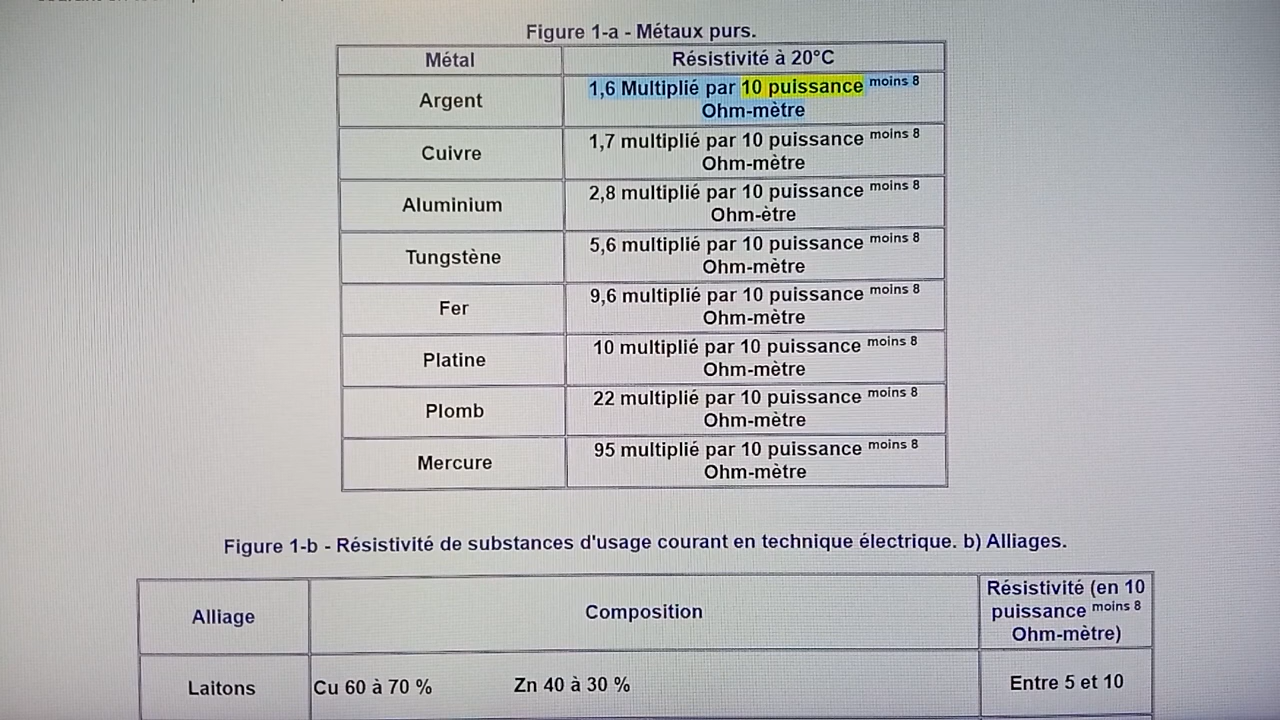 Figure 1-a - Métaux purs.
Métal
Résistivité à 20°C
Argent
1,6 Multiplié par 10 puissance moins 8
Ohm-mètre
Cuivre
1,7 multiplié par 10 puissance moins 8
Ohm-mètre
Aluminium
2,8 multiplié par 10 puissance moins 8
Ohm-ètre
Tungstène
5,6 multiplié par 10 puissance moins 8
Ohm-mètre
Fer
9,6 multiplié par 10 puissance moins 8
Ohm-mètre
Platine
10 multiplié par 10 puissance moins 8
Ohm-mètre
Plomb
22 multiplié par 10 puissance moins 8
Ohm-mètre
Mercure
95 multiplié par 10 puissance moins 8
Ohm-mètre
Figure 1-b - Résistivité de substances d'usage courant en technique électrique. b) Alliages.
Alliage
Composition
Résistivité (en 10
puissance moins 8
Ohm-mètre)
Laitons
Cu 60 à 70 % Zn 40 à 30 %
Entre 5 et 10